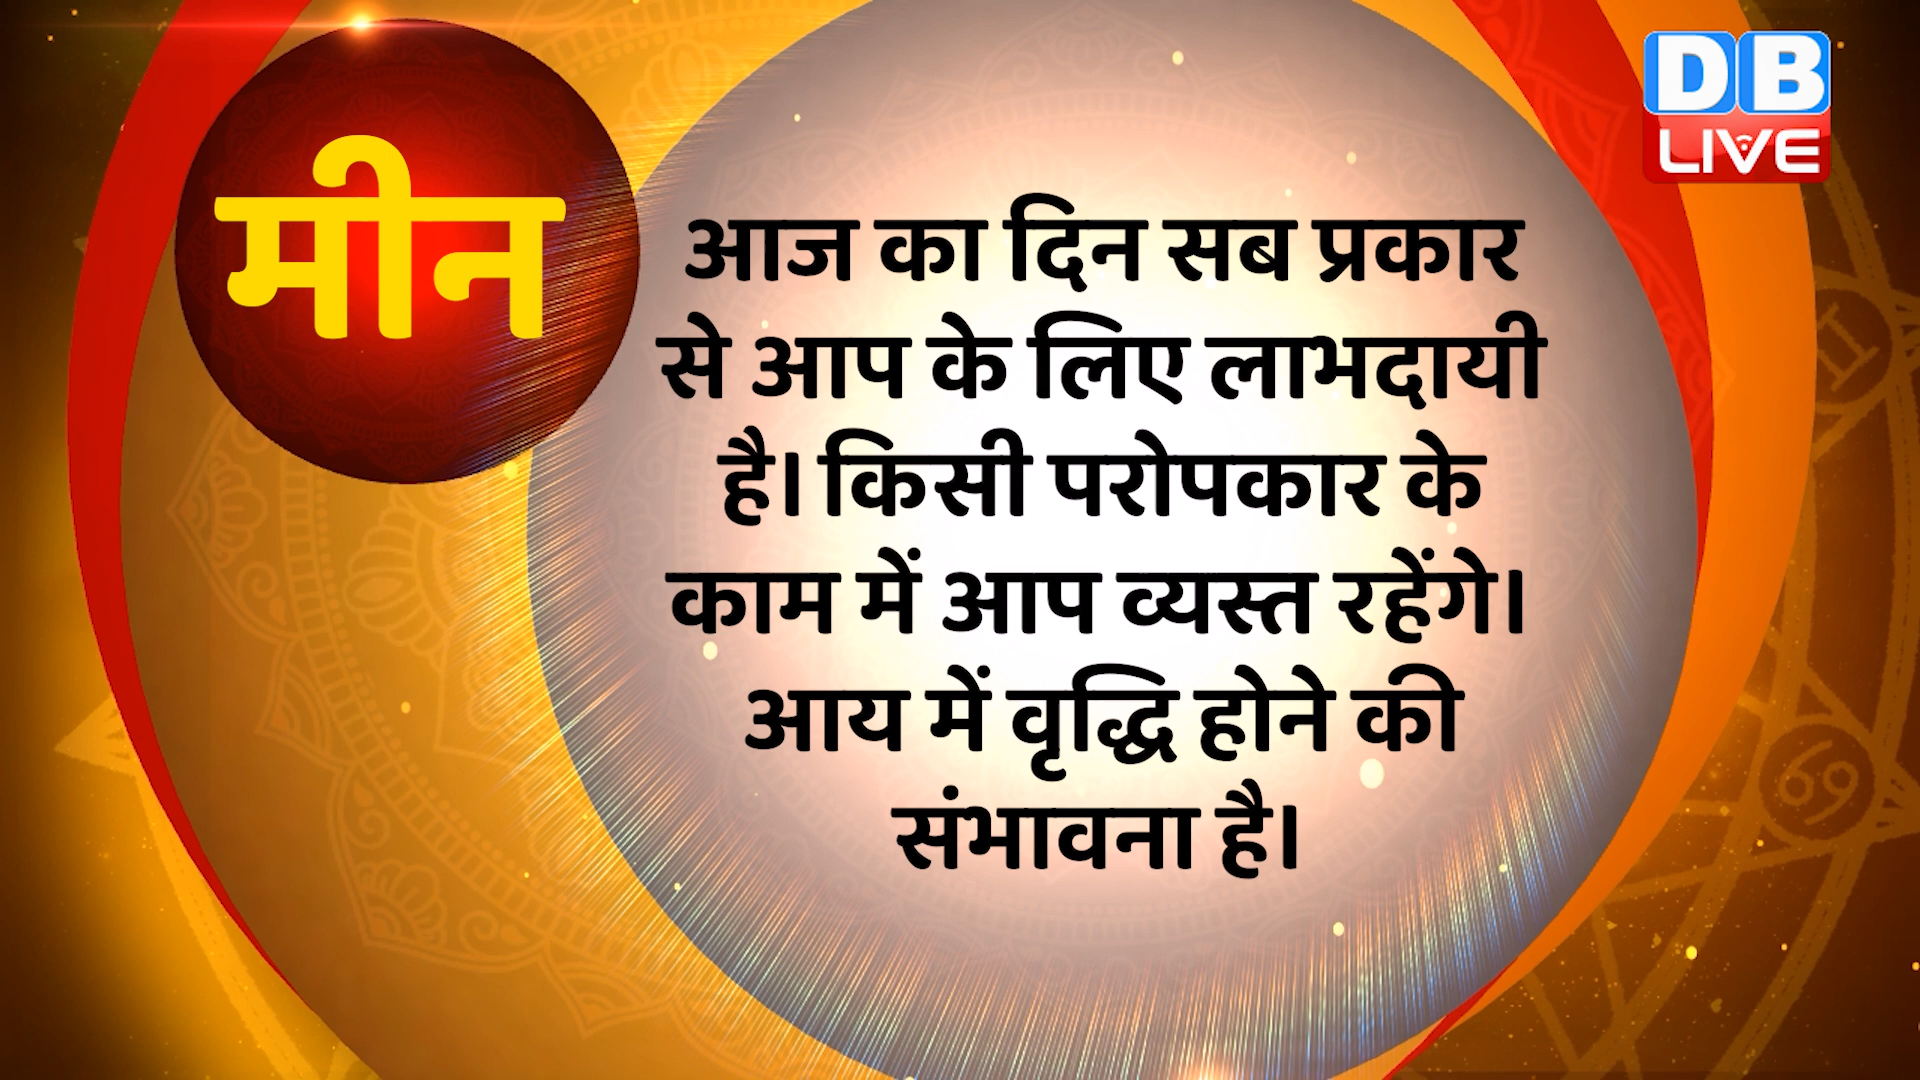 मीन
DB
LIVE
आज का दिन सब प्रकार
से आप के लिए लाभदायी
है। किसी परोपकार के
काम में आप व्यस्त रहेंगे।
आय में वृद्धि होने की
संभावना है।